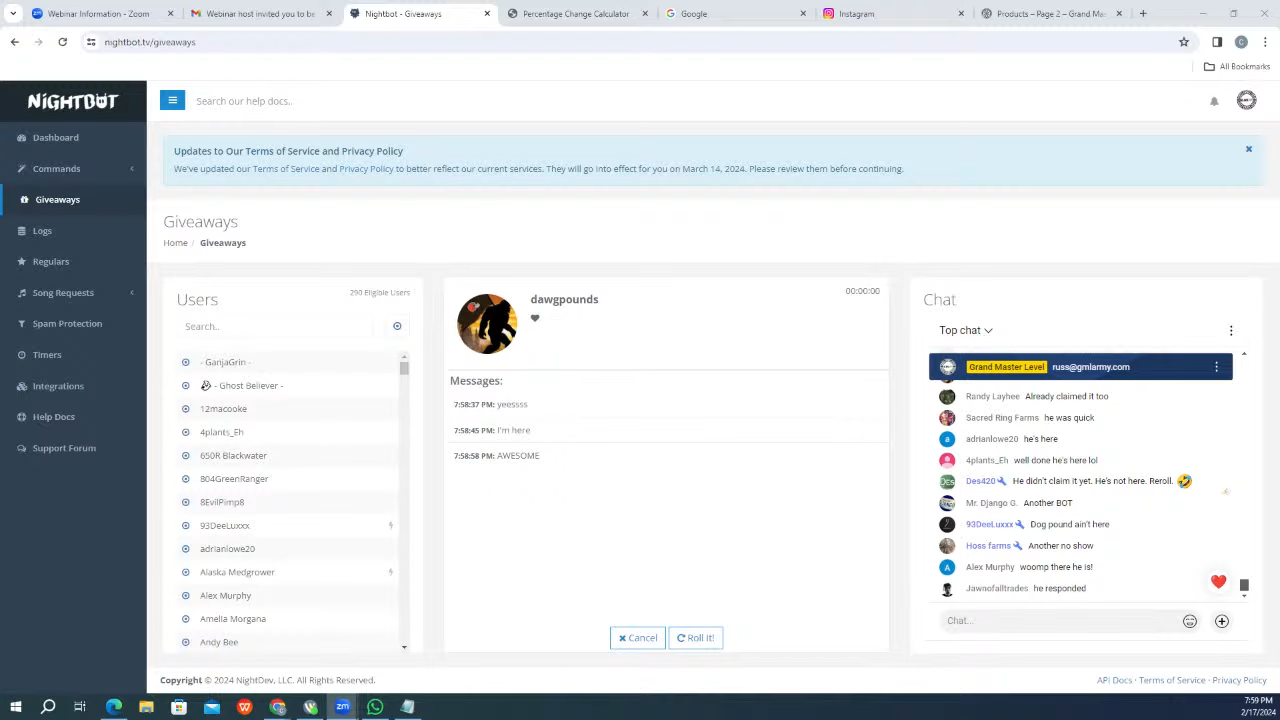 Webinar Information - Zoom
Webinar host invited you to be
Nightbot - Giveaways
Percentage Change Calculator
Google
Instagram
Products – Page 2 – Grand Ma
nightbot.tv/giveaways
C
All Bookmarks
NIGHTBOT
Search our help docs...
Dashboard
Commands
Giveaways
Logs
Regulars
Song Requests
Spam Protection
Timers
Integrations
Help Docs
Support Forum
Updates to Our Terms of Service and Privacy Policy
We've updated our Terms of Service and Privacy Policy to better reflect our current services. They will go into effect for you on March 14, 2024. Please review them before continuing.
Giveaways
Home / Giveaways
Users
290 Eligible Users
Search...
- GanjaGrin -
- Ghost Believer -
12macooke
4plants_Eh
650R Blackwater
804GreenRanger
8EvilPimp8
93DeeLuxxx
adrianlowe20
Alaska Medgrower
Alex Murphy
Amelia Morgana
Andy Bee
dawgpounds
00:00:00
Messages:
7:58:37 PM: yeessss
7:58:45 PM: I'm here
7:58:58 PM: AWESOME
Cancel
Roll It!
Chat
Top chat
Grand Master Level russ@gmlarmy.com
Randy Layhee Already claimed it too
Sacred Ring Farms he was quick
a adrianlowe20 he's here
4plants_Eh well done he's here lol
DES Des420 He didn't claim it yet. He's not here. Reroll. 🤣
Mr. Django G. Another BOT
93DeeLuxxx Dog pound ain't here
Hoss farms Another no show
A Alex Murphy woomp there he is!
Jawnofalltrades he responded
Chat...
Copyright © 2024 NightDev, LLC. All Rights Reserved.
API Docs · Terms of Service · Privacy Policy
zm
7:59 PM
2/17/2024